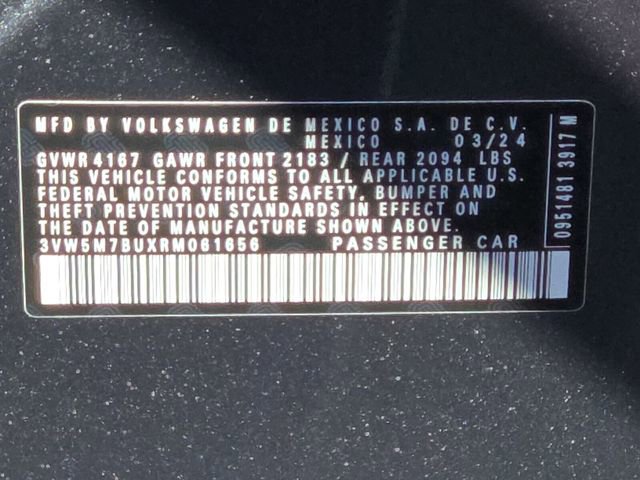 MFD BY VOLKSWAGEN DE MEXICO S.A. DE C.V.
MEXICO 03/24
GVWR 4167 GAWR FRONT 2183 / REAR 2094 LBS
THIS VEHICLE CONFORMS TO ALL APPLICABLE U.S.
FEDERAL MOTOR VEHICLE SAFETY, BUMPER AND
THEFT PREVENTION STANDARDS IN EFFECT ON
THE DATE OF MANUFACTURE SHOWN ABOVE.
3VW5M7BUXRM061656 PASSENGER CAR
0951481 3917 M